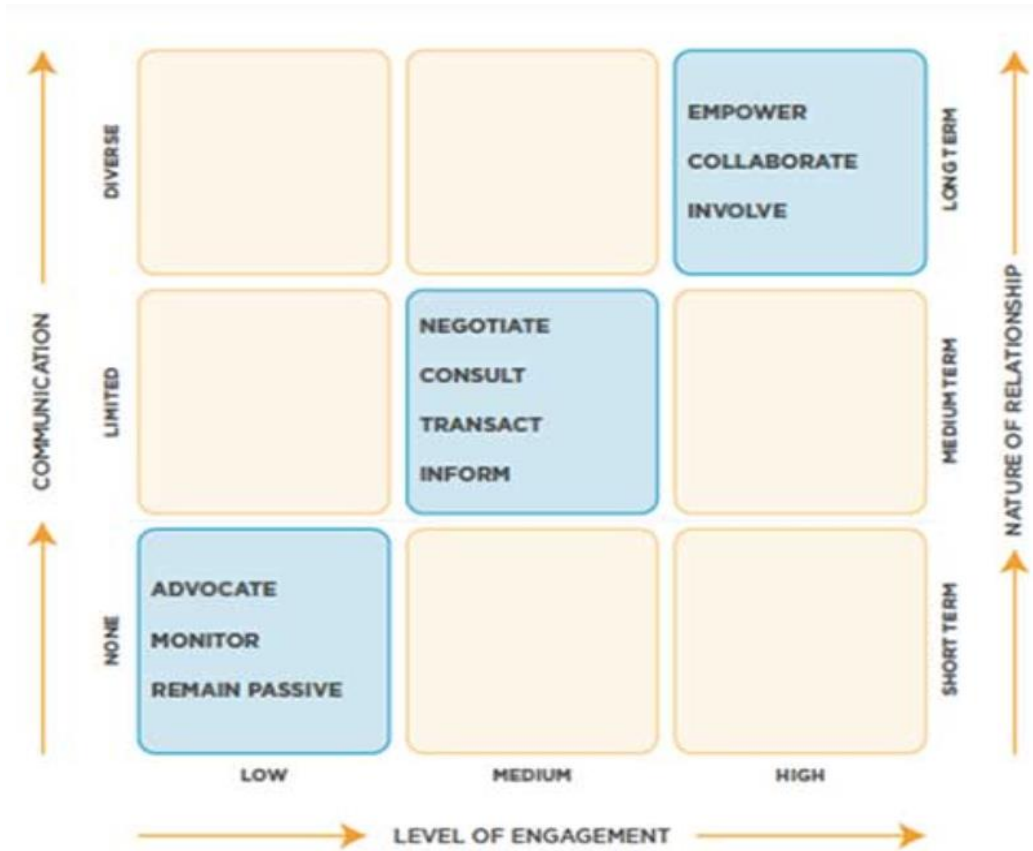 DIVERSE
EMPOWER
COLLABORATE
INVOLVE
LONG TERM
COMMUNICATION
LIMITED
NEGOTIATE
CONSULT
TRANSACT
INFORM
MEDIUM TERM
NATURE OF RELATIONSHIP
NONE
ADVOCATE
MONITOR
REMAIN PASSIVE
SHORT TERM
LOW
MEDIUM
HIGH
LEVEL OF ENGAGEMENT